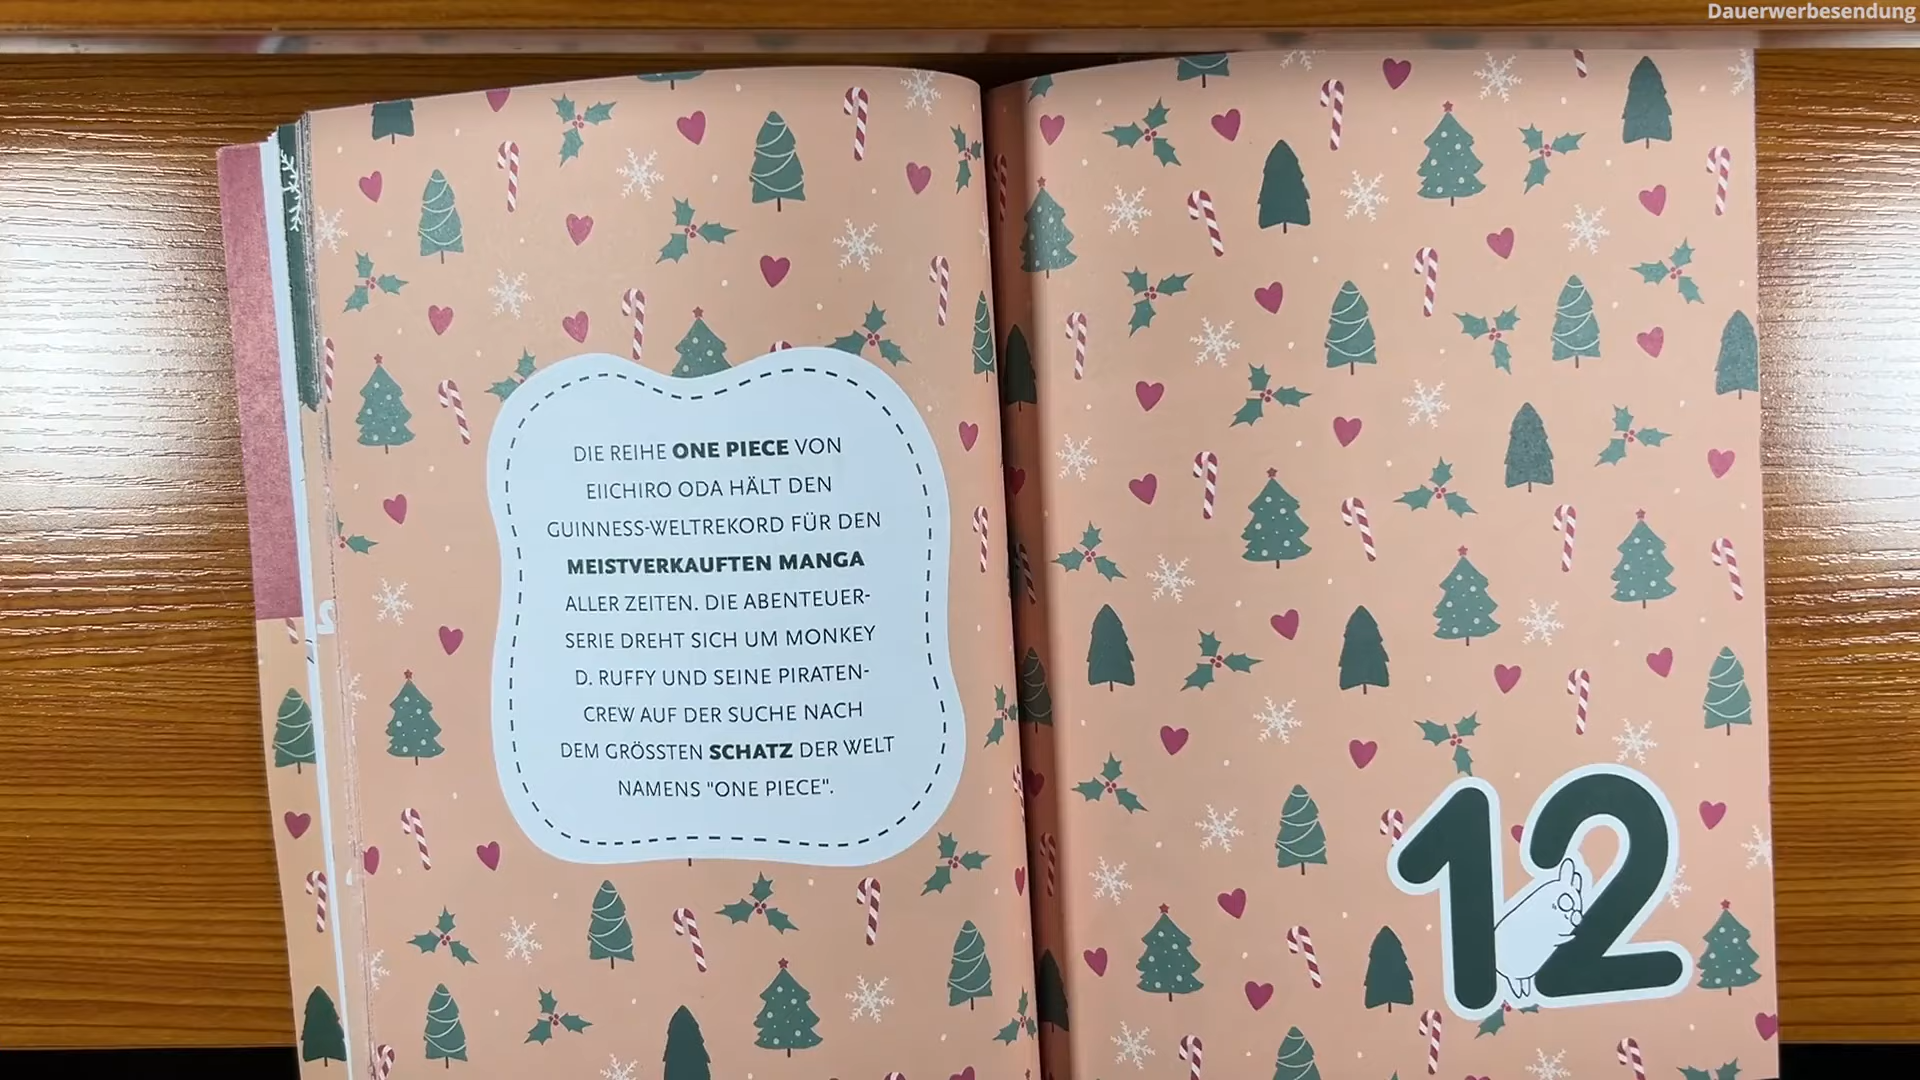 Dauerwerbesendung
DIE REIHE ONE PIECE VON
EIICHIRO ODA HÄLT DEN
GUINNESS-WELTREKORD FÜR DEN
MEISTVERKAUFTEN MANGA
ALLER ZEITEN. DIE ABENTEUER-
SERIE DREHT SICH UM MONKEY
D. RUFFY UND SEINE PIRATEN-
CREW AUF DER SUCHE NACH
DEM GRÖSSTEN SCHATZ DER WELT
NAMENS "ONE PIECE".
12